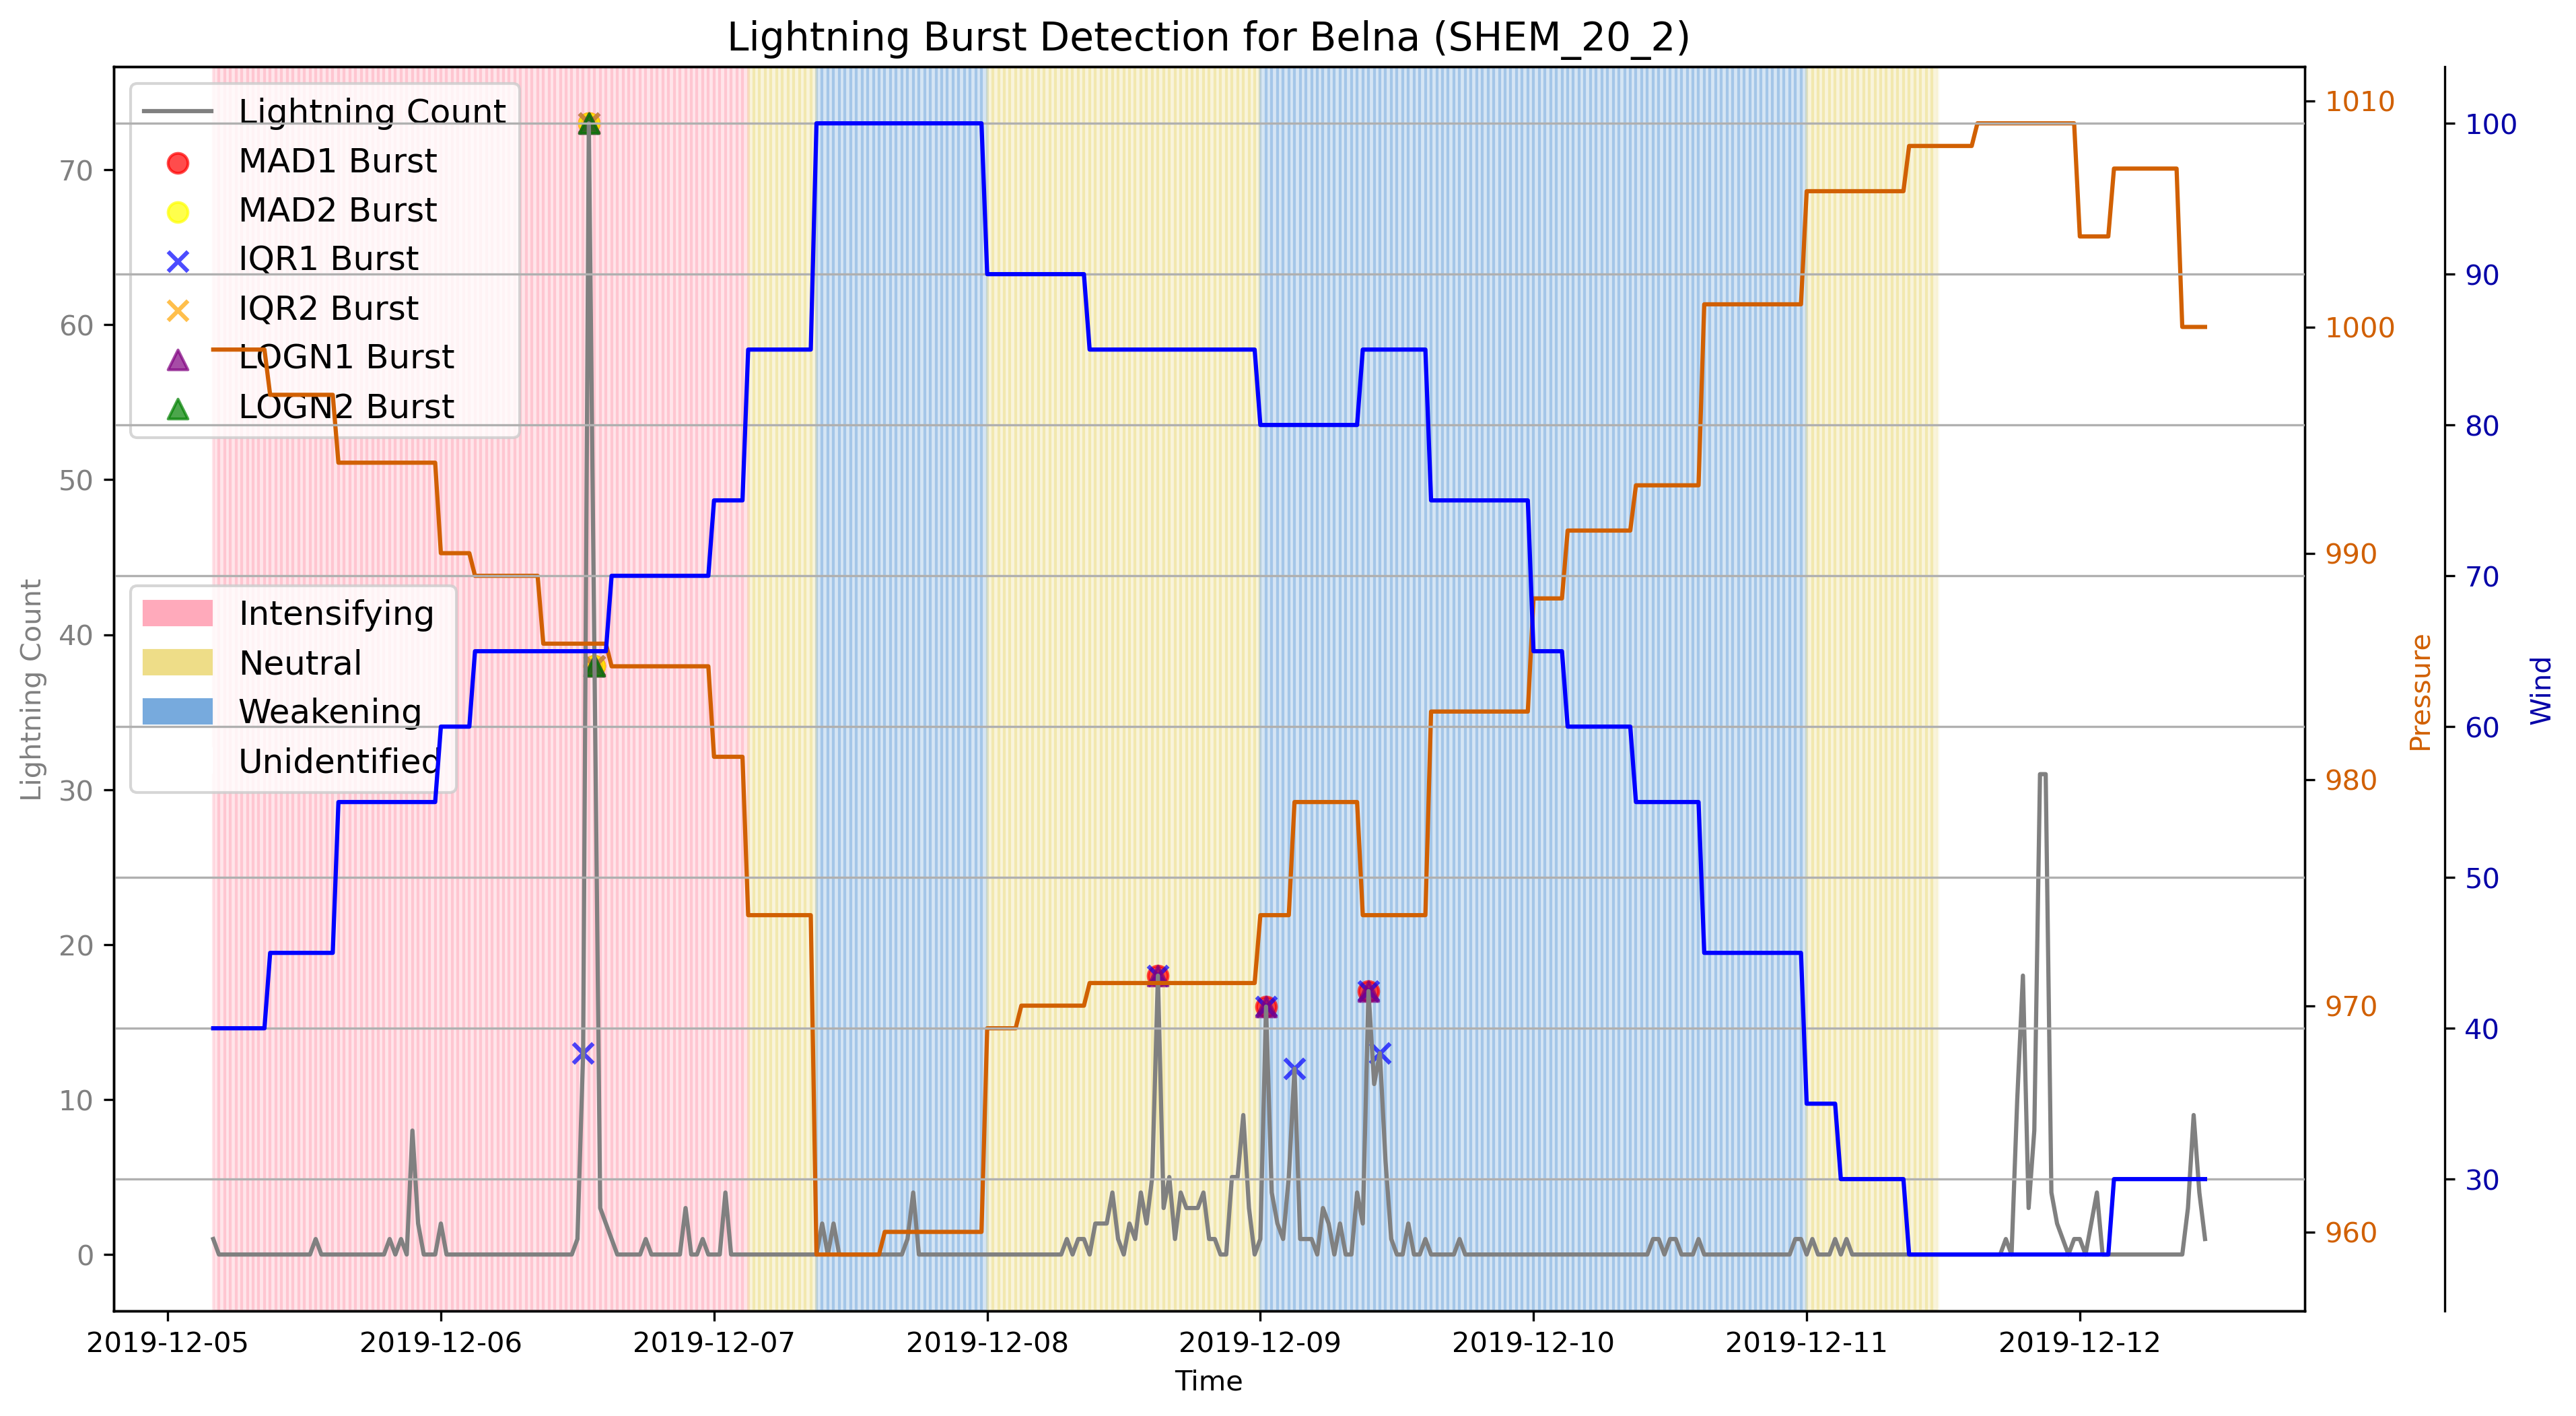 Lightning Burst Detection for Belna (SHEM_20_2)
Lightning Count
MAD1 Burst
MAD2 Burst
IQR1 Burst
IQR2 Burst
LOGN1 Burst
LOGN2 Burst
Intensifying
Neutral
Weakening
Unidentified
Lightning Count
70
60
50
40
30
20
10
0
1010
1000
990
980
970
960
Pressure
100
90
80
70
60
50
40
30
Wind
2019-12-05 2019-12-06 2019-12-07 2019-12-08 2019-12-09 2019-12-10 2019-12-11 2019-12-12
Time